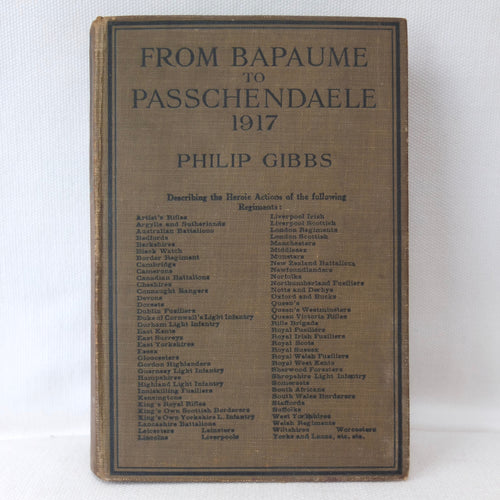 FROM BAPAUME
TO
PASSCHENDAELE
1917
PHILIP GIBBS
Describing the Heroic Actions of the following
Regiments:
Artist's Rifles
Argylls and Sutherlands
Australian Battalions
Bedfords
Berkshires
Black Watch
Border Regiment
Cambridge
Camerons
Canadian Battalions
Cheshires
Connaught Rangers
Devons
Dorsets
Dublin Fusiliers
Duke of Cornwall's Light Infantry
Durham Light Infantry
East Kents
East Surreys
East Yorkshires
Essex
Gloucesters
Gordon Highlanders
Guernsey Light Infantry
Hampshires
Highland Light Infantry
Inniskilling Fusiliers
Kensingtons
King's Royal Rifles
King's Own Scottish Borderers
King's Own Yorkshire L. Infantry
Lancashire Battalions
Leicesters Leinsters
Lincolns Liverpools
Liverpool Irish
Liverpool Scottish
London Regiments
London Scottish
Manchesters
Middlesex
Munsters
New Zealand Battalions
Newfoundlanders
Norfolks
Northumberland Fusiliers
Notts and Derbys
Oxford and Bucks
Queen's
Queen's Westminsters
Queen Victoria Rifles
Rifle Brigade
Royal Fusiliers
Royal Irish Fusiliers
Royal Scots
Royal Sussex
Royal Welsh Fusiliers
Royal West Kents
Sherwood Foresters
Shropshire Light Infantry
Somersets
South Africans
South Wales Borderers
Staffords
Suffolks
West Yorkshires
Welsh Regiments
Wiltshires Worcesters
Yorks and Lancs, etc. etc.